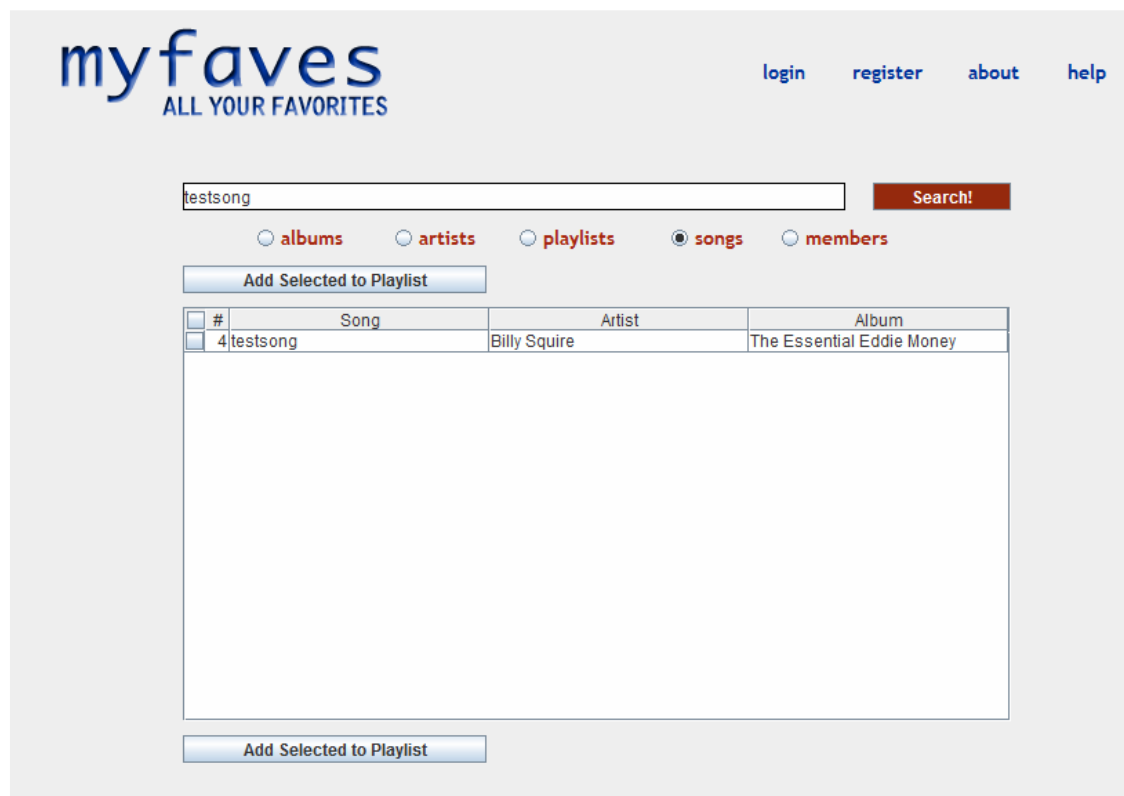 myfaves
ALL YOUR FAVORITES
login register about help
testsong Search!
albums artists playlists songs members
Add Selected to Playlist
# Song Artist Album
4 testsong Billy Squire The Essential Eddie Money
Add Selected to Playlist